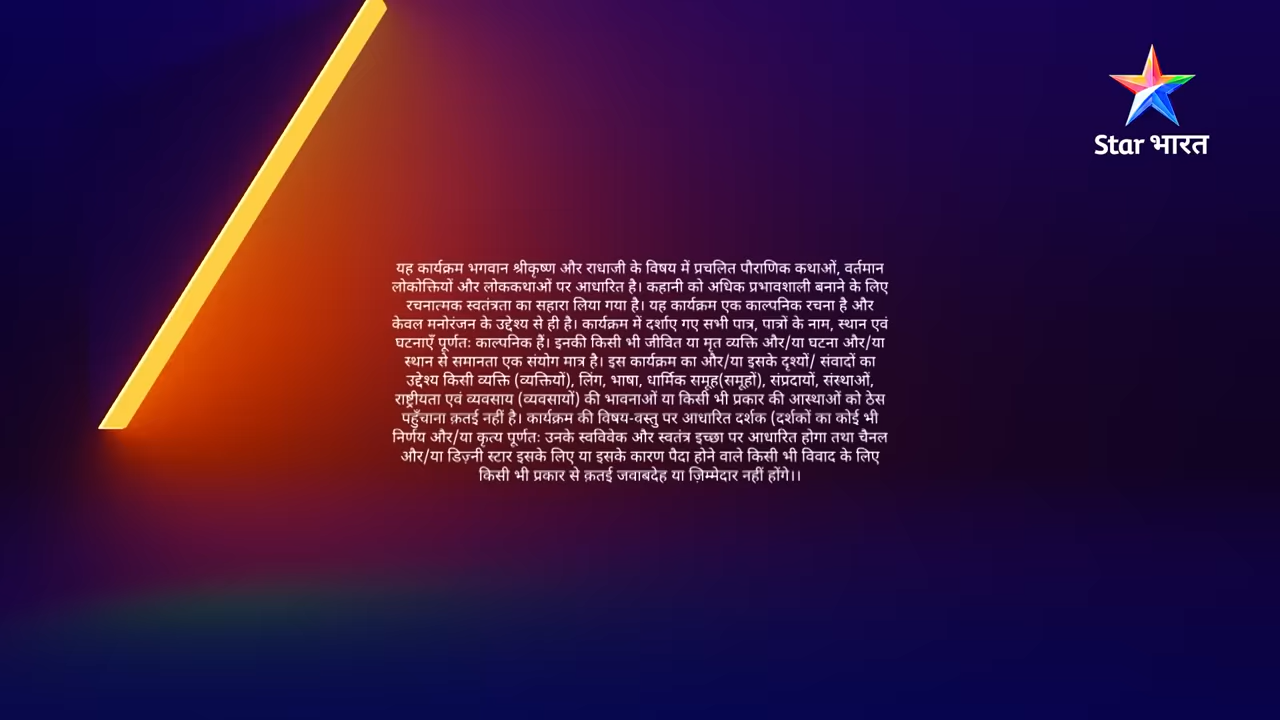 Star भारत
यह कार्यक्रम भगवान श्रीकृष्ण और राधाजी के विषय में प्रचलित पौराणिक कथाओं, वर्तमान
लोकोक्तियों और लोककथाओं पर आधारित है। कहानी को अधिक प्रभावशाली बनाने के लिए
रचनात्मक स्वतंत्रता का सहारा लिया गया है। यह कार्यक्रम एक काल्पनिक रचना है और
केवल मनोरंजन के उद्देश्य से ही है। कार्यक्रम में दर्शाए गए सभी पात्र, पात्रों के नाम, स्थान एवं
घटनाएँ पूर्णतः काल्पनिक हैं। इनकी किसी भी जीवित या मृत व्यक्ति और/या घटना और/या
स्थान से समानता एक संयोग मात्र है। इस कार्यक्रम का और/या इसके दृश्यों/ संवादों का
उद्देश्य किसी व्यक्ति (व्यक्तियों), लिंग, भाषा, धार्मिक समूह(समूहों), संप्रदायों, संस्थाओं,
राष्ट्रीयता एवं व्यवसाय (व्यवसायों) की भावनाओं या किसी भी प्रकार की आस्थाओं को ठेस
पहुँचाना क़तई नहीं है। कार्यक्रम की विषय-वस्तु पर आधारित दर्शक (दर्शकों का कोई भी
निर्णय और/या कृत्य पूर्णतः उनके स्वविवेक और स्वतंत्र इच्छा पर आधारित होगा तथा चैनल
और/या डिज़्नी स्टार इसके लिए या इसके कारण पैदा होने वाले किसी भी विवाद के लिए
किसी भी प्रकार से क़तई जवाबदेह या ज़िम्मेदार नहीं होंगे।।